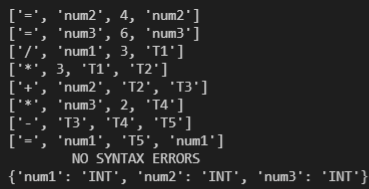 ['=', 'num2', 4, 'num2']
['=', 'num3', 6, 'num3']
['/', 'num1', 3, 'T1']
['*', 3, 'T1', 'T2']
['+', 'num2', 'T2', 'T3']
['*', 'num3', 2, 'T4']
['-', 'T3', 'T4', 'T5']
['=', 'num1', 'T5', 'num1']
NO SYNTAX ERRORS
{'num1': 'INT', 'num2': 'INT', 'num3': 'INT'}